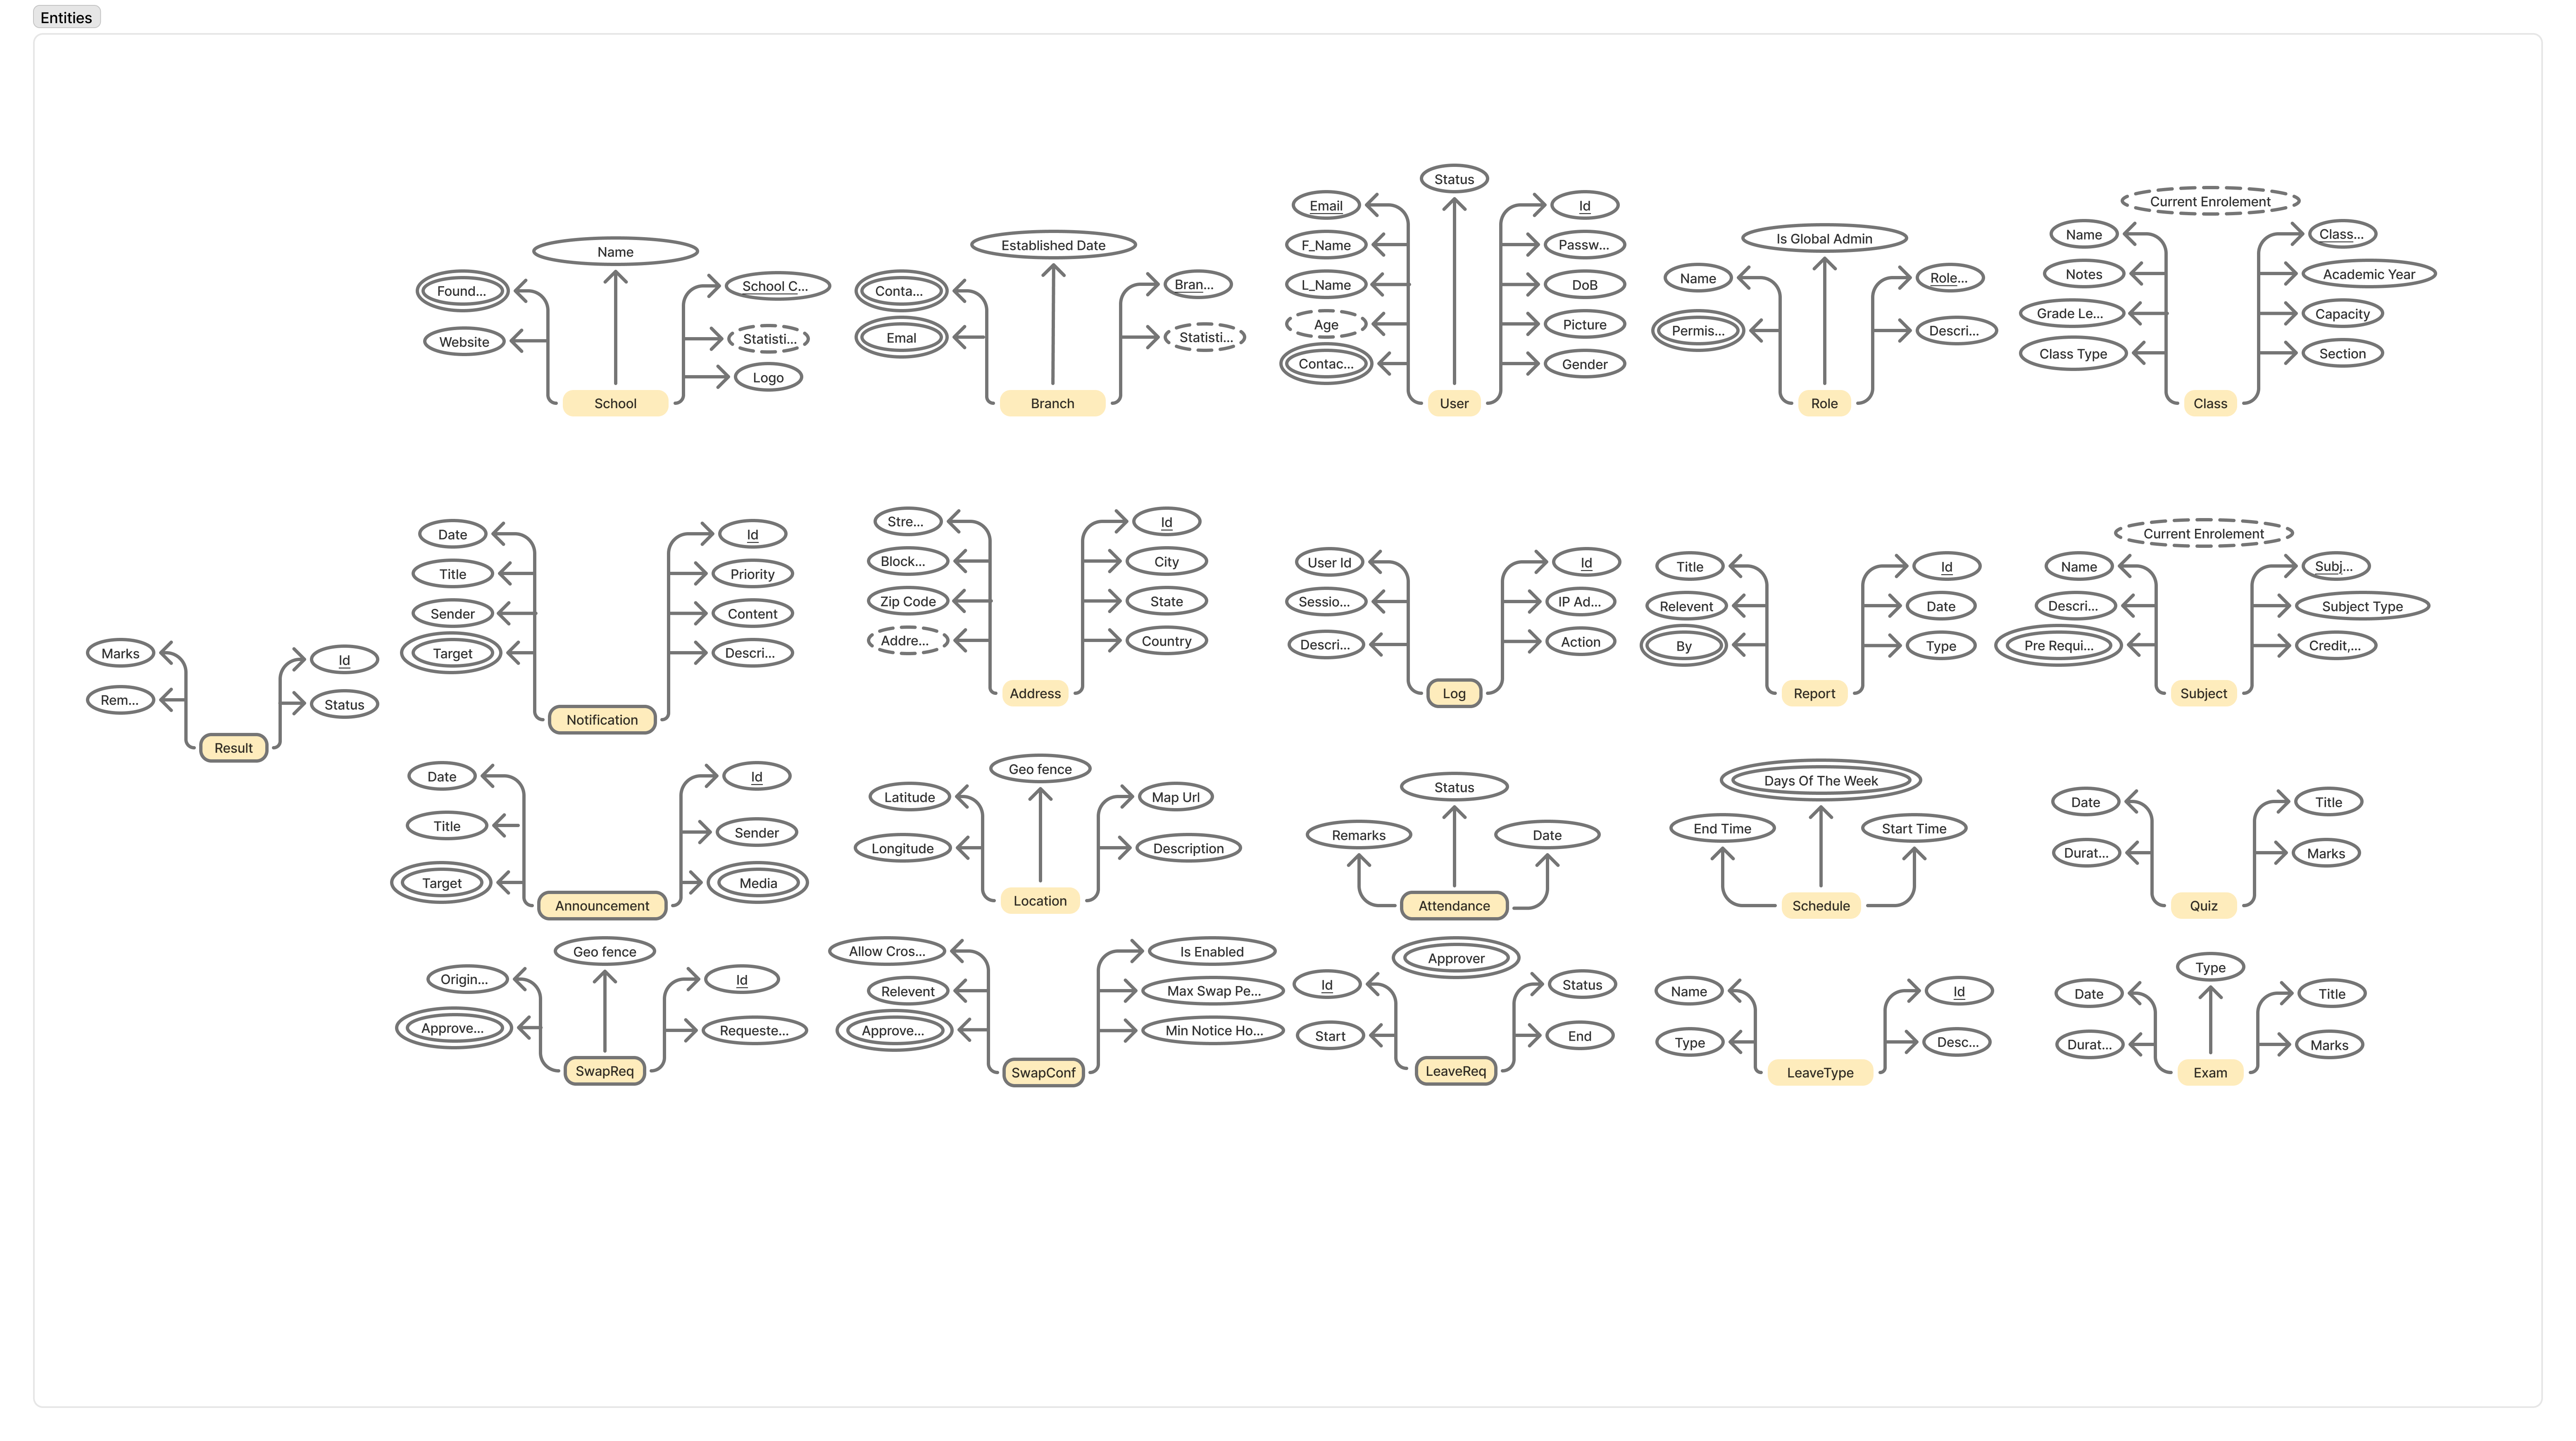 Entities
Name
Found...
School C...
Website
Statisti...
Logo
School
Established Date
Conta...
Bran...
Emal
Statisti...
Branch
Status
Email
Id
F_Name
Passw...
L_Name
DoB
Age
Picture
Contac...
Gender
User
Is Global Admin
Name
Role...
Permis...
Descri...
Role
Current Enrolement
Name
Class...
Notes
Academic Year
Grade Le...
Capacity
Class Type
Section
Class
Marks
Id
Rem...
Status
Result
Date
Id
Title
Priority
Sender
Content
Target
Descri...
Notification
Stre...
Id
Block...
City
Zip Code
State
Addre...
Country
Address
User Id
Id
Sessio...
IP Ad...
Descri...
Action
Log
Title
Id
Relevent
Date
By
Type
Report
Current Enrolement
Name
Subj...
Descri...
Subject Type
Pre Requi...
Credit,...
Subject
Date
Id
Title
Sender
Target
Media
Announcement
Geo fence
Latitude
Map Url
Longitude
Description
Location
Status
Remarks
Date
Attendance
Days Of The Week
End Time
Start Time
Schedule
Date
Title
Durat...
Marks
Quiz
Geo fence
Origin...
Id
Approve...
Requeste...
SwapReq
Allow Cros...
Is Enabled
Relevent
Max Swap Pe...
Approve...
Min Notice Ho...
SwapConf
Approver
Id
Status
Start
End
LeaveReq
Name
Id
Type
Desc...
LeaveType
Type
Date
Title
Durat...
Marks
Exam